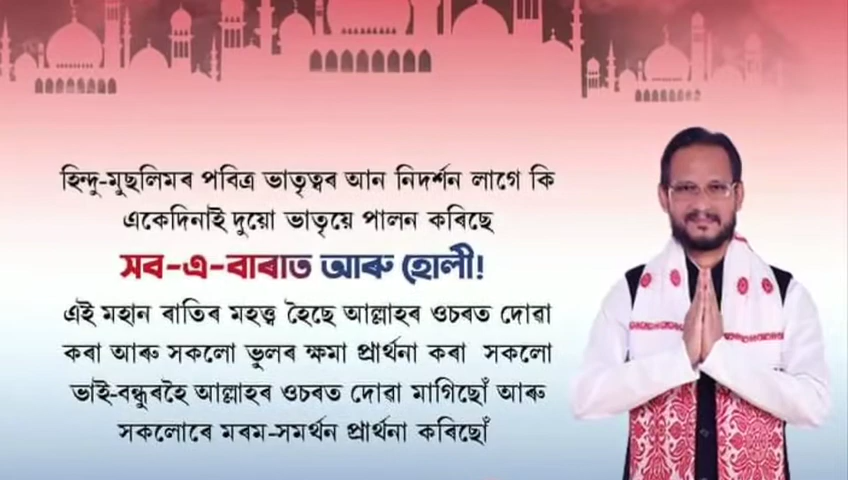 হিন্দু-মুছলিমৰ পবিত্ৰ ভাতৃত্বৰ আন নিদৰ্শন লাগে কি
একেদিনাই দুয়ো ভাতৃয়ে পালন কৰিছে
সব-এ-বাৰাত আৰু হোলী!
এই মহান ৰাতিৰ মহত্ত্ব হৈছে আল্লাহৰ ওচৰত দোৱা
কৰা আৰু সকলো ভুলৰ ক্ষমা প্ৰাৰ্থনা কৰা সকলো
ভাই-বন্ধুৰহৈ আল্লাহৰ ওচৰত দোৱা মাগিছোঁ আৰু
সকলোৰে মৰম-সমৰ্থন প্ৰাৰ্থনা কৰিছোঁ